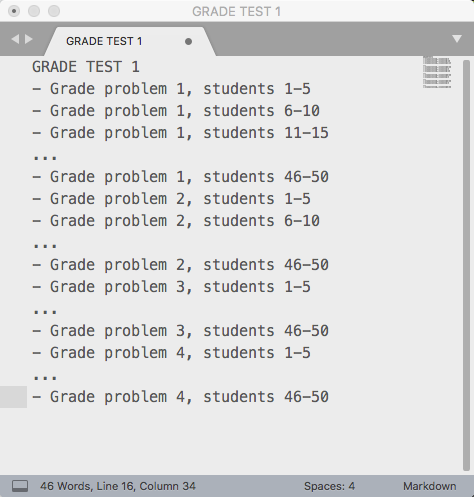 GRADE TEST 1
GRADE TEST 1
GRADE TEST 1
- Grade problem 1, students 1-5
- Grade problem 1, students 6-10
- Grade problem 1, students 11-15
...
- Grade problem 1, students 46-50
- Grade problem 2, students 1-5
- Grade problem 2, students 6-10
...
- Grade problem 2, students 46-50
- Grade problem 3, students 1-5
...
- Grade problem 3, students 46-50
- Grade problem 4, students 1-5
...
- Grade problem 4, students 46-50
46 Words, Line 16, Column 34 Spaces: 4 Markdown